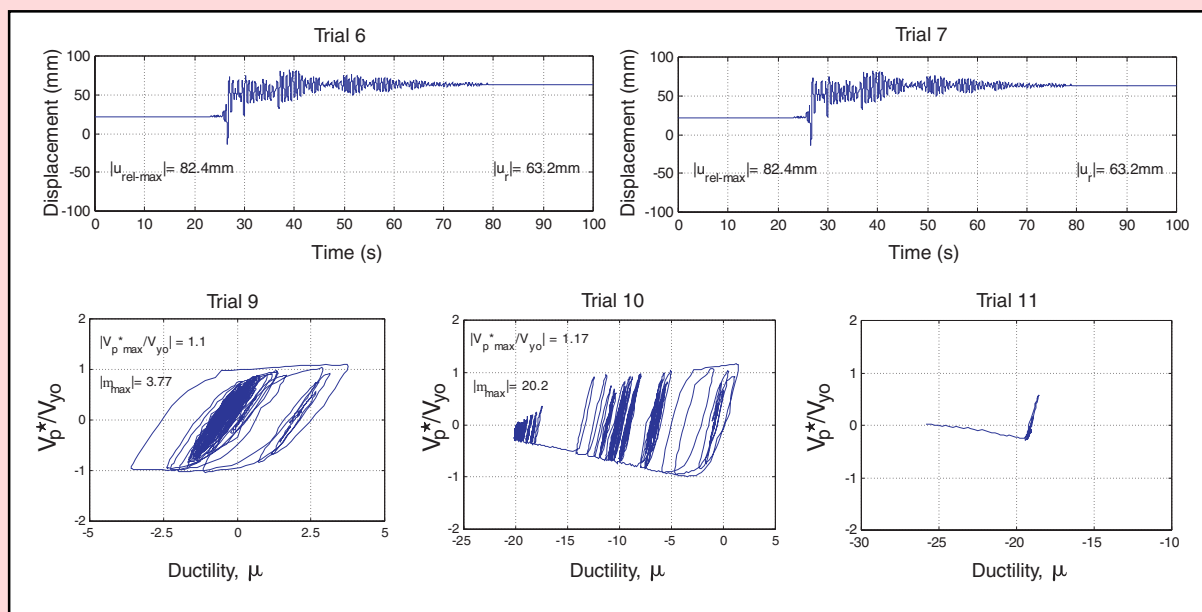 Trial 6
Displacement (mm)
100
50
0
-50
-100
|u_rel-max|= 82.4mm
|u_r|= 63.2mm
0 10 20 30 40 50 60 70 80 90 100
Time (s)
Trial 7
Displacement (mm)
100
50
0
-50
-100
|u_rel-max|= 82.4mm
|u_r|= 63.2mm
0 10 20 30 40 50 60 70 80 90 100
Time (s)
Trial 9
V_p*/V_yo
2
1
0
-1
-2
|V_p*_max/V_yo| = 1.1
|m_max|= 3.77
-5 -2.5 0 2.5 5
Ductility, μ
Trial 10
V_p*/V_yo
2
1
0
-1
-2
|V_p*_max/V_yo| = 1.17
|m_max|= 20.2
-25 -20 -15 -10 -5 0 5
Ductility, μ
Trial 11
V_p*/V_yo
2
1
0
-1
-2
-30 -25 -20 -15 -10
Ductility, μ